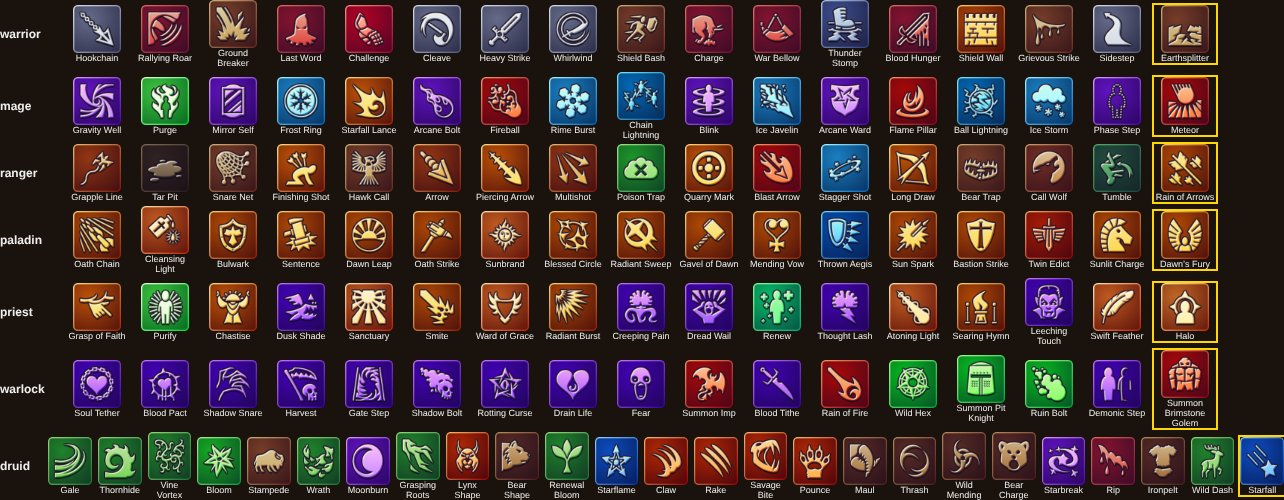 warrior
Hookchain Rallying Roar Ground Breaker Last Word Challenge Cleave Heavy Strike Whirlwind Shield Bash Charge War Bellow Thunder Stomp Blood Hunger Shield Wall Grievous Strike Sidestep Earthsplitter
mage
Gravity Well Purge Mirror Self Frost Ring Starfall Lance Arcane Bolt Fireball Rime Burst Chain Lightning Blink Ice Javelin Arcane Ward Flame Pillar Ball Lightning Ice Storm Phase Step Meteor
ranger
Grapple Line Tar Pit Snare Net Finishing Shot Hawk Call Arrow Piercing Arrow Multishot Poison Trap Quarry Mark Blast Arrow Stagger Shot Long Draw Bear Trap Call Wolf Tumble Rain of Arrows
paladin
Oath Chain Cleansing Light Bulwark Sentence Dawn Leap Oath Strike Sunbrand Blessed Circle Radiant Sweep Gavel of Dawn Mending Vow Thrown Aegis Sun Spark Bastion Strike Twin Edict Sunlit Charge Dawn's Fury
priest
Grasp of Faith Purify Chastise Dusk Shade Sanctuary Smite Ward of Grace Radiant Burst Creeping Pain Dread Wail Renew Thought Lash Atoning Light Searing Hymn Leeching Touch Swift Feather Halo
warlock
Soul Tether Blood Pact Shadow Snare Harvest Gate Step Shadow Bolt Rotting Curse Drain Life Fear Summon Imp Blood Tithe Rain of Fire Wild Hex Summon Pit Knight Ruin Bolt Demonic Step Summon Brimstone Golem
druid
Gale Thornhide Vine Vortex Bloom Stampede Wrath Moonburn Grasping Roots Lynx Shape Bear Shape Renewal Bloom Starflame Claw Rake Savage Bite Pounce Maul Thrash Wild Mending Bear Charge Starbreak Rip Ironpelt Wild Dash Starfall